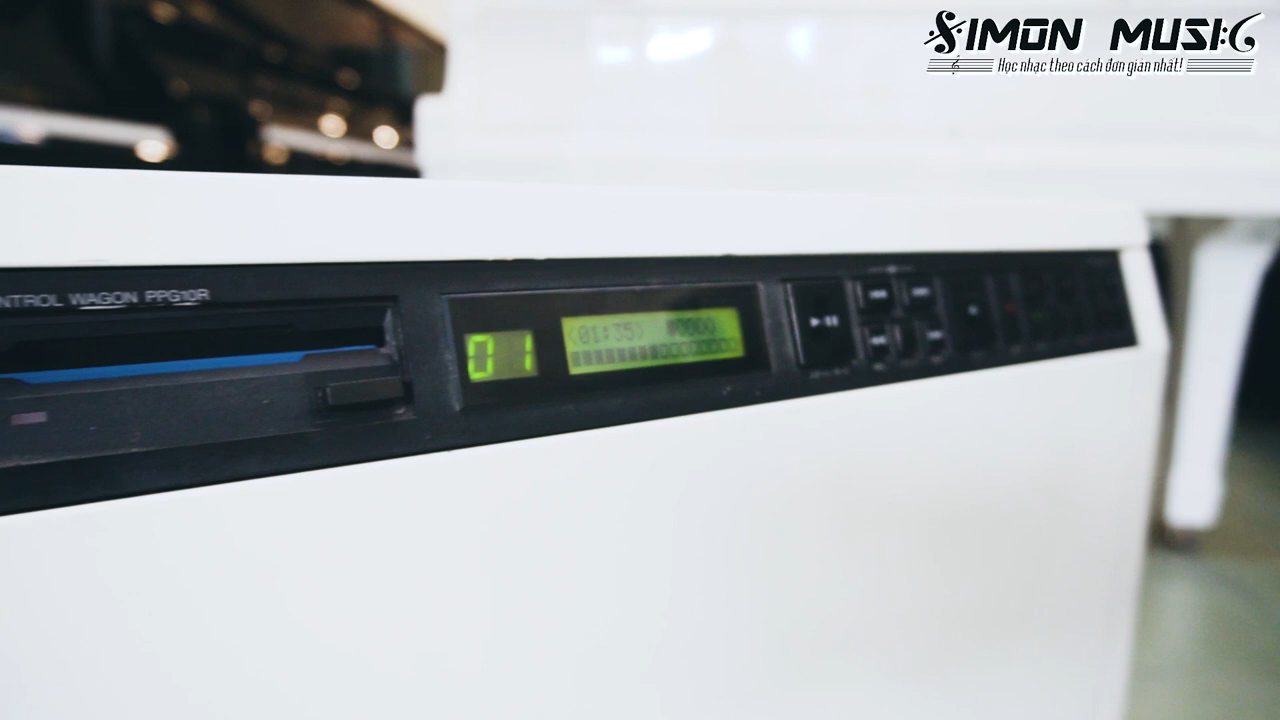 SIMON MUSIC
Học nhạc theo cách đơn giản nhất!
NTROL WAGON PPG10R
01
(01:35)